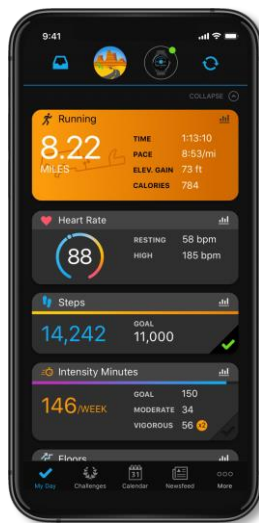 9:41
COLLAPSE
Running
8.22
MILES
TIME 1:13:10
PACE 8:53/mi
ELEV. GAIN 73 ft
CALORIES 784
Heart Rate
88
RESTING 58 bpm
HIGH 185 bpm
Steps
14,242
GOAL
11,000
Intensity Minutes
146/WEEK
GOAL 150
MODERATE 34
VIGOROUS 56 x2
Floors
31
My Day Challenges Calendar Newsfeed More